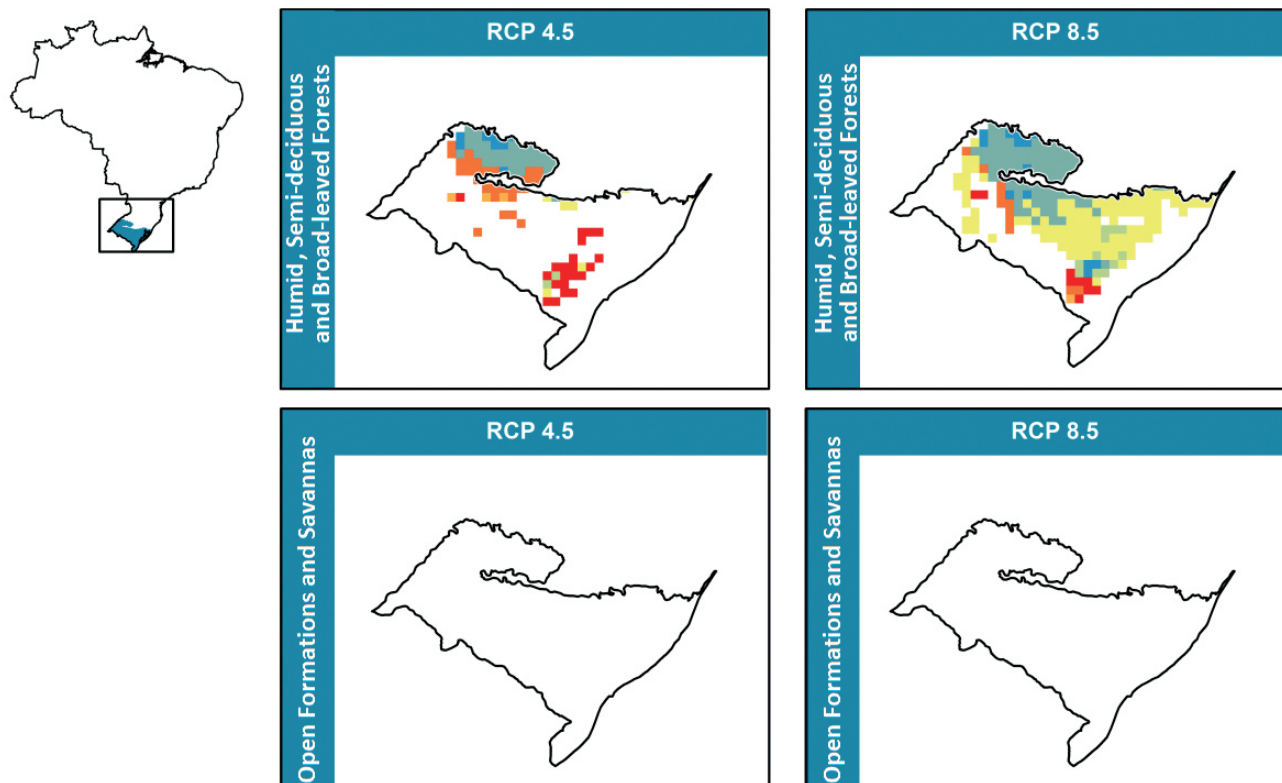 RCP 4.5
Humid, Semi-deciduous
and Broad-leaved Forests
RCP 8.5
Humid, Semi-deciduous
and Broad-leaved Forests
RCP 4.5
Open Formations and Savannas
RCP 8.5
Open Formations and Savannas